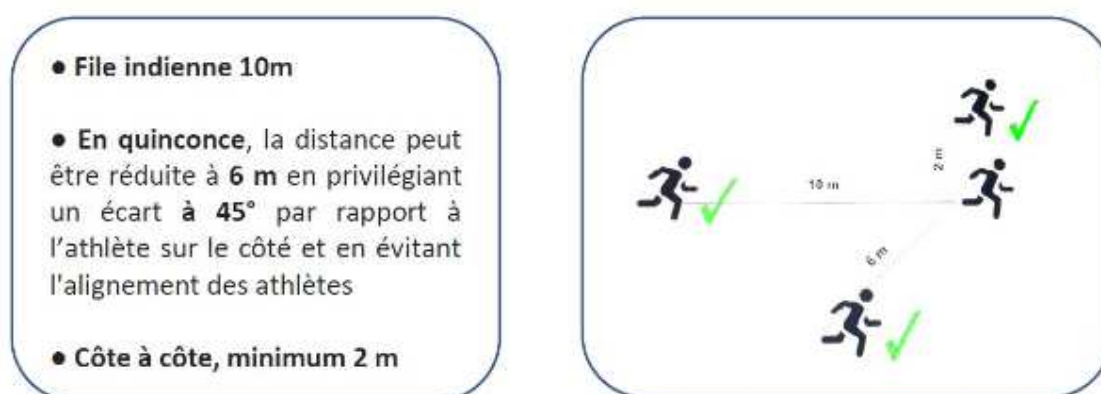 ● File indienne 10m
● En quinconce, la distance peut
être réduite à 6 m en privilégiant
un écart à 45° par rapport à
l'athlète sur le côté et en évitant
l'alignement des athlètes
● Côte à côte, minimum 2 m
2 m
10 m
6 m